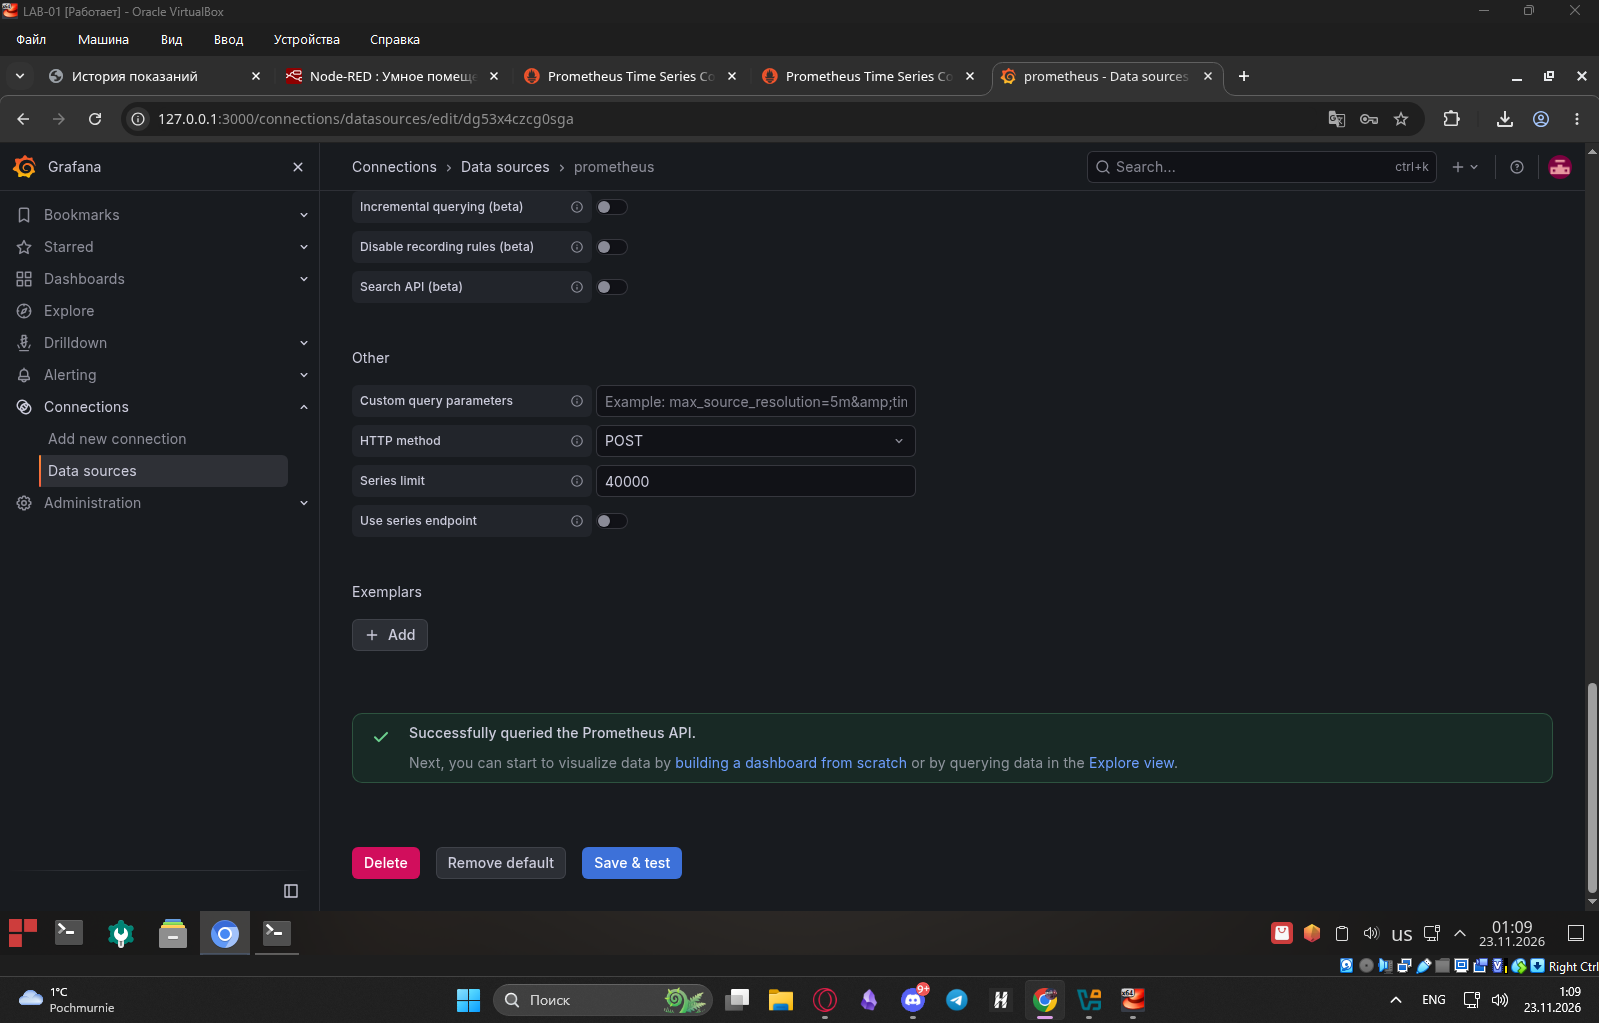 LAB-01 [Работает] - Oracle VirtualBox
Файл Машина Вид Ввод Устройства Справка
История показаний Node-RED : Умное помеще Prometheus Time Series Co Prometheus Time Series Co prometheus - Data sources
127.0.0.1:3000/connections/datasources/edit/dg53x4czcg0sga
Grafana
Connections › Data sources › prometheus
Search... ctrl+k
Bookmarks
Starred
Dashboards
Explore
Drilldown
Alerting
Connections
Add new connection
Data sources
Administration
Incremental querying (beta)
Disable recording rules (beta)
Search API (beta)
Other
Custom query parameters Example: max_source_resolution=5m&amp;tin
HTTP method POST
Series limit 40000
Use series endpoint
Exemplars
+ Add
Successfully queried the Prometheus API.
Next, you can start to visualize data by building a dashboard from scratch or by querying data in the Explore view.
Delete Remove default Save & test
us 01:09
23.11.2026
Right Ctrl
1°C
Pochmurnie
Поиск
9+
ENG
1:09
23.11.2026